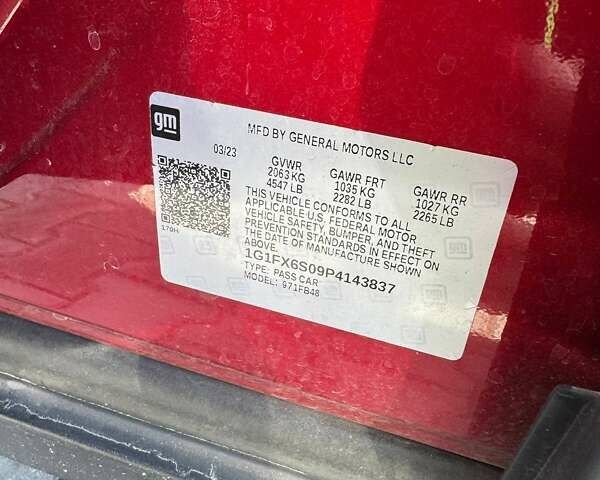 gm
MFD BY GENERAL MOTORS LLC
03/23
GVWR GAWR FRT GAWR RR
2063 KG 1035 KG 1027 KG
4547 LB 2282 LB 2265 LB
THIS VEHICLE CONFORMS TO ALL
APPLICABLE U.S. FEDERAL MOTOR
VEHICLE SAFETY, BUMPER, AND THEFT
PREVENTION STANDARDS IN EFFECT ON
THE DATE OF MANUFACTURE SHOWN
ABOVE.
170H
1G1FX6S09P4143837
TYPE: PASS CAR
MODEL: 971FB48